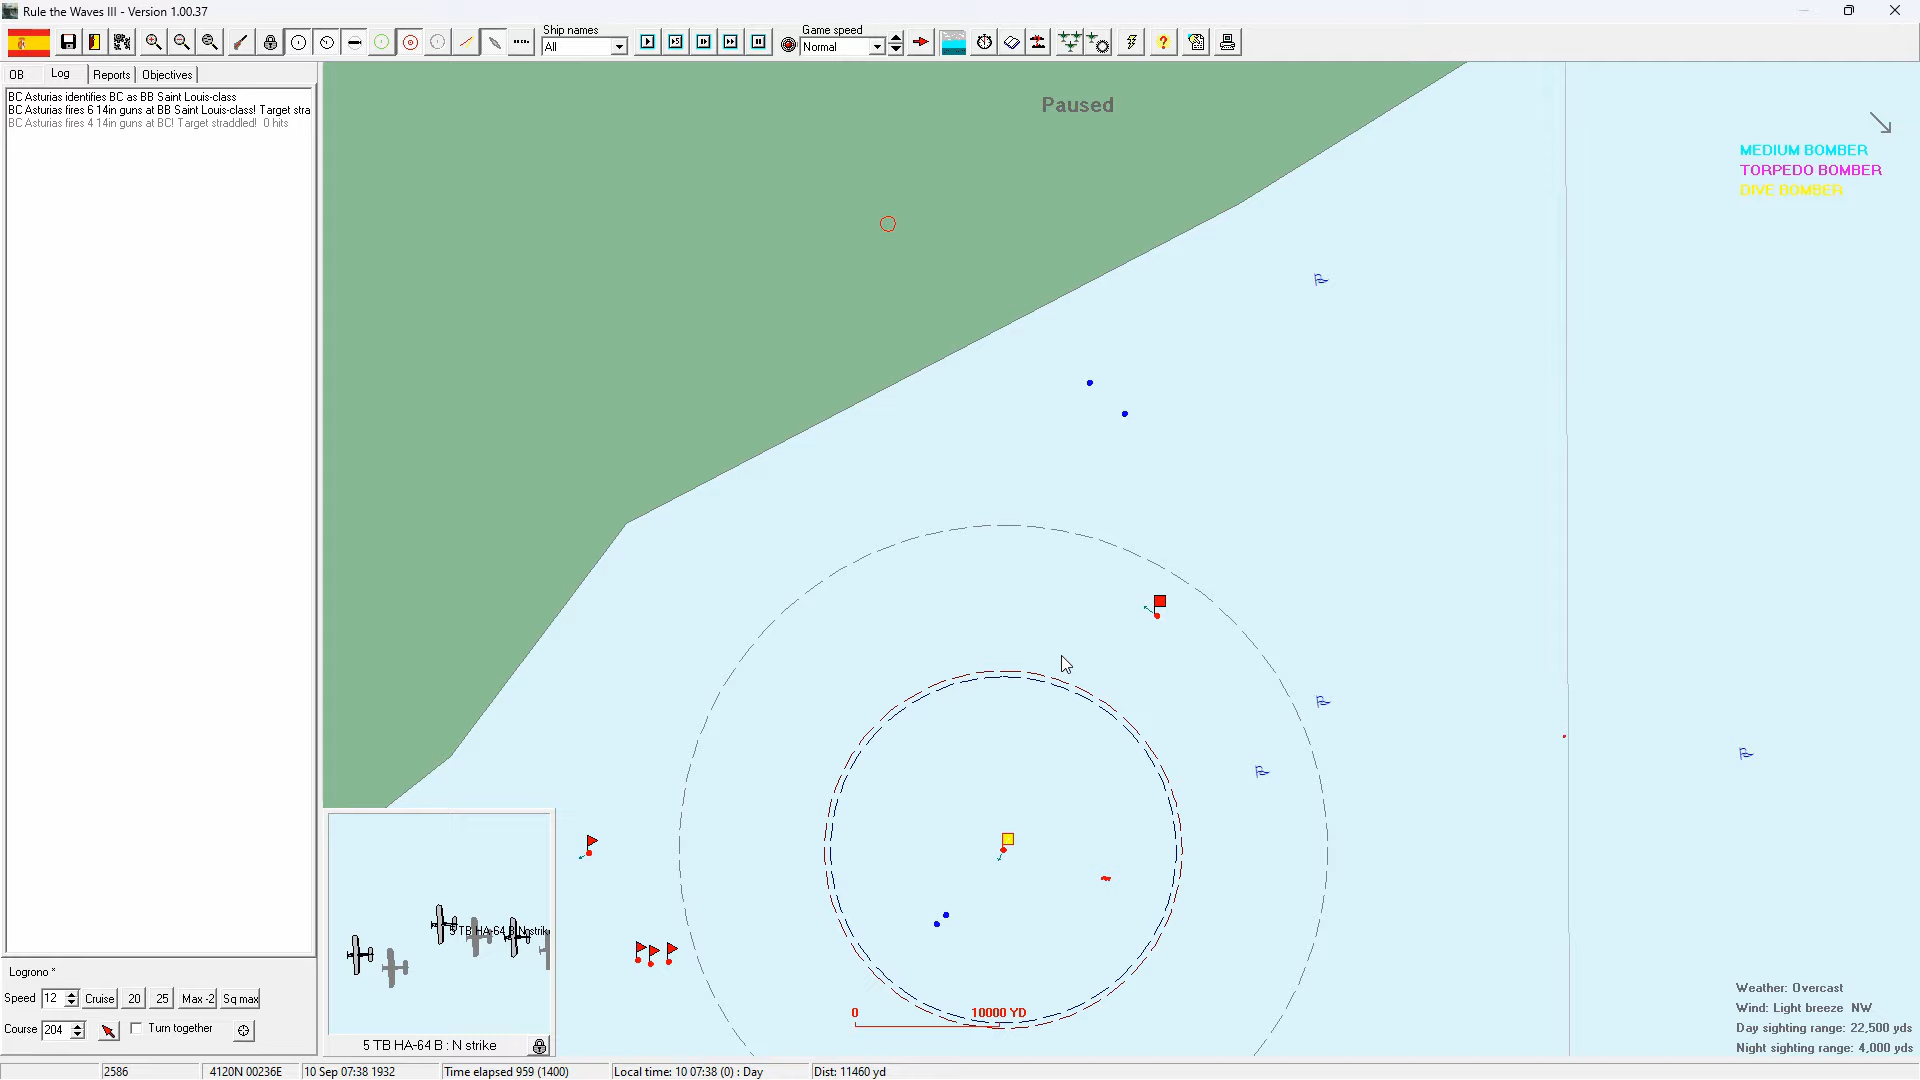 Rule the Waves III - Version 1.00.37
Ship names
All
Game speed
Normal
OB
Log
Reports
Objectives
BC Asturias identifies BC as BB Saint Louis-class
BC Asturias fires 6 14in guns at BB Saint Louis-class! Target stra
BC Asturias fires 4 14in guns at BC! Target straddled! 0 hits
Paused
MEDIUM BOMBER
TORPEDO BOMBER
DIVE BOMBER
5 TB HA-64 B N strik
Logrono *
Speed 12 Cruise 20 25 Max -2 Sq max
Course 204 Turn together
5 TB HA-64 B : N strike
0 10000 YD
Weather: Overcast
Wind: Light breeze NW
Day sighting range: 22,500 yds
Night sighting range: 4,000 yds
2586 4120N 00236E 10 Sep 07:38 1932 Time elapsed 959 (1400) Local time: 10 07:38 (0) : Day Dist: 11460 yd